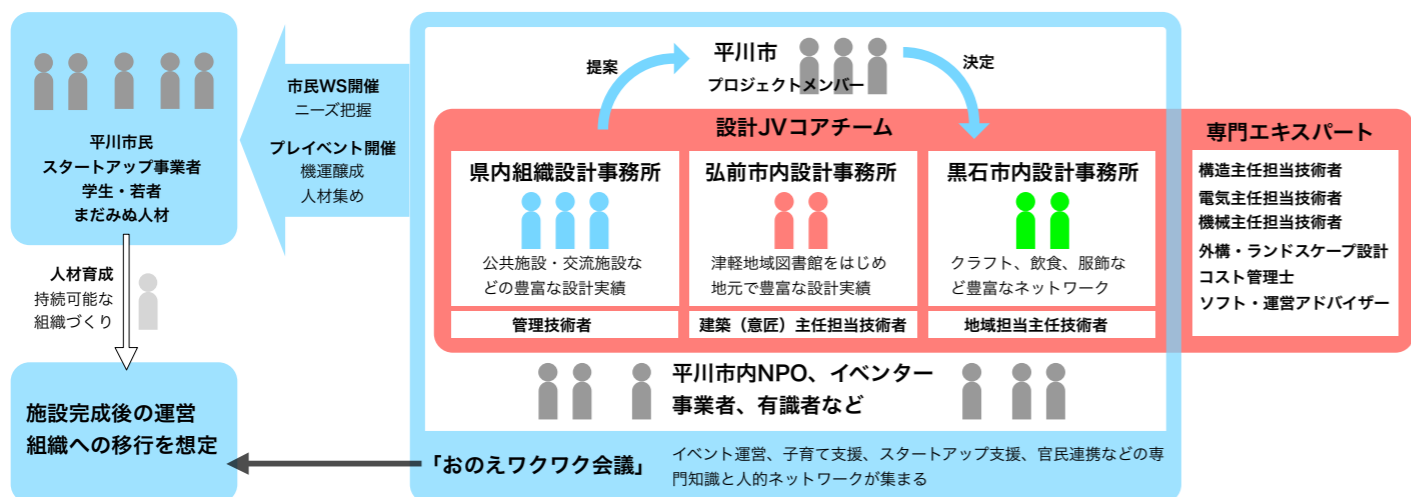 平川市民
スタートアップ事業者
学生・若者
まだみぬ人材
人材育成
持続可能な
組織づくり
施設完成後の運営
組織への移行を想定
市民WS開催
ニーズ把握
プレイベント開催
機運醸成
人材集め
提案
平川市
プロジェクトメンバー
決定
設計JVコアチーム
県内組織設計事務所
公共施設・交流施設な
どの豊富な設計実績
管理技術者
弘前市内設計事務所
津軽地域図書館をはじめ
地元で豊富な設計実績
建築（意匠）主任担当技術者
黒石市内設計事務所
クラフト、飲食、服飾な
ど豊富なネットワーク
地域担当主任技術者
専門エキスパート
構造主任担当技術者
電気主任担当技術者
機械主任担当技術者
外構・ランドスケープ設計
コスト管理士
ソフト・運営アドバイザー
平川市内NPO、イベンター
事業者、有識者など
「おのえワクワク会議」
イベント運営、子育て支援、スタートアップ支援、官民連携などの専
門知識と人的ネットワークが集まる